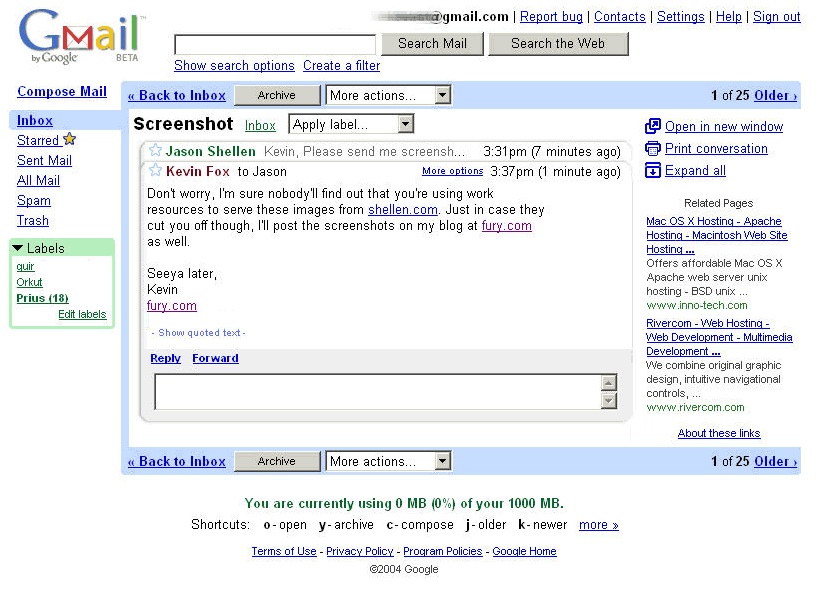 @gmail.com | Report bug | Contacts | Settings | Help | Sign out
Gmail
by Google
BETA
Search Mail
Search the Web
Show search options Create a filter
Compose Mail
Inbox
Starred
Sent Mail
All Mail
Spam
Trash
Labels
quir
Orkut
Prius (18)
Edit labels
« Back to Inbox Archive More actions... 1 of 25 Older ›
Screenshot Inbox Apply label...
Jason Shellen Kevin, Please send me screensh... 3:31pm (7 minutes ago)
Kevin Fox to Jason More options 3:37pm (1 minute ago)
Don't worry, I'm sure nobody'll find out that you're using work
resources to serve these images from shellen.com. Just in case they
cut you off though, I'll post the screenshots on my blog at fury.com
as well.
Seeya later,
Kevin
fury.com
- Show quoted text -
Reply Forward
Open in new window
Print conversation
Expand all
Related Pages
Mac OS X Hosting - Apache
Hosting - Macintosh Web Site
Hosting ...
Offers affordable Mac OS X
Apache web server unix
hosting - BSD unix ...
www.inno-tech.com
Rivercom - Web Hosting -
Web Development - Multimedia
Development ...
We combine original graphic
design, intuitive navigational
controls, ...
www.rivercom.com
About these links
« Back to Inbox Archive More actions... 1 of 25 Older ›
You are currently using 0 MB (0%) of your 1000 MB.
Shortcuts: o - open y - archive c - compose j - older k - newer more »
Terms of Use - Privacy Policy - Program Policies - Google Home
©2004 Google